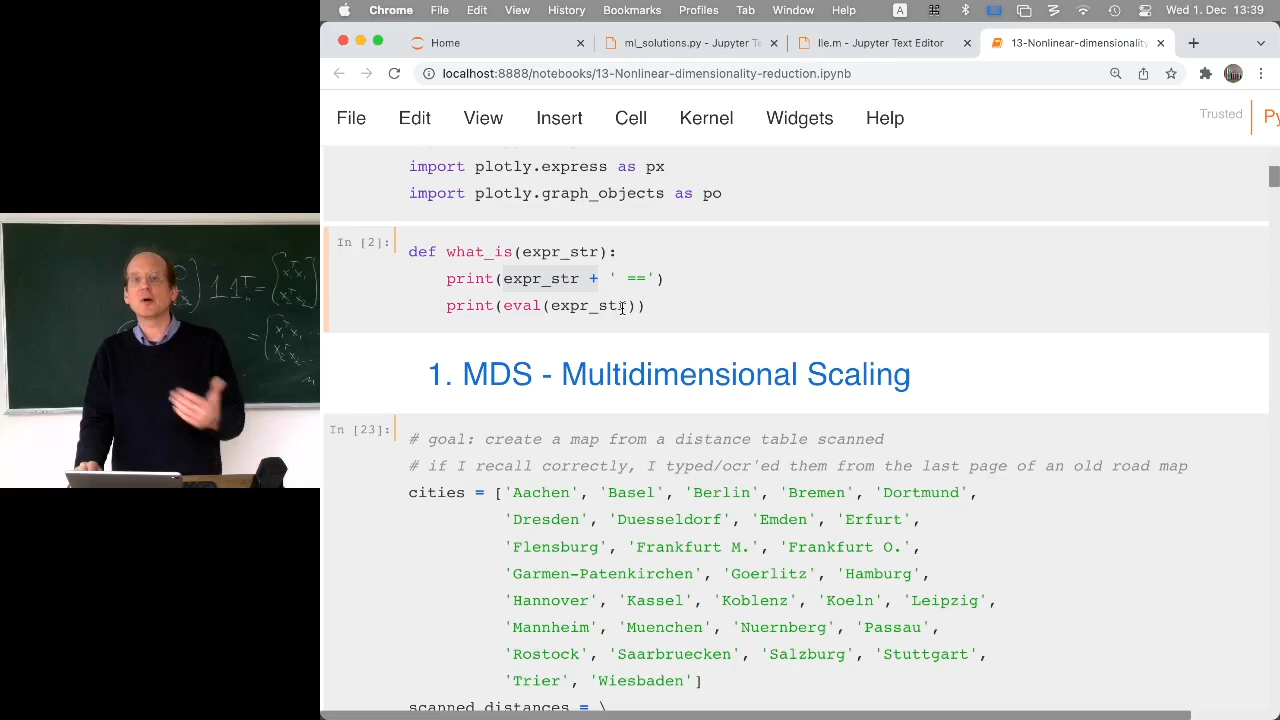 Chrome File Edit View History Bookmarks Profiles Tab Window Help A Wed 1. Dec 13:39
Home ml_solutions.py - Jupyter Te lle.m - Jupyter Text Editor 13-Nonlinear-dimensionality-
localhost:8888/notebooks/13-Nonlinear-dimensionality-reduction.ipynb
File Edit View Insert Cell Kernel Widgets Help Trusted Py
import plotly.express as px
import plotly.graph_objects as po
In [2]:
def what_is(expr_str):
print(expr_str + ' ==')
print(eval(expr_str))
1. MDS - Multidimensional Scaling
In [23]:
# goal: create a map from a distance table scanned
# if I recall correctly, I typed/ocr'ed them from the last page of an old road map
cities = ['Aachen', 'Basel', 'Berlin', 'Bremen', 'Dortmund',
'Dresden', 'Duesseldorf', 'Emden', 'Erfurt',
'Flensburg', 'Frankfurt M.', 'Frankfurt O.',
'Garmen-Patenkirchen', 'Goerlitz', 'Hamburg',
'Hannover', 'Kassel', 'Koblenz', 'Koeln', 'Leipzig',
'Mannheim', 'Muenchen', 'Nuernberg', 'Passau',
'Rostock', 'Saarbruecken', 'Salzburg', 'Stuttgart',
'Trier', 'Wiesbaden']
scanned_distances = \